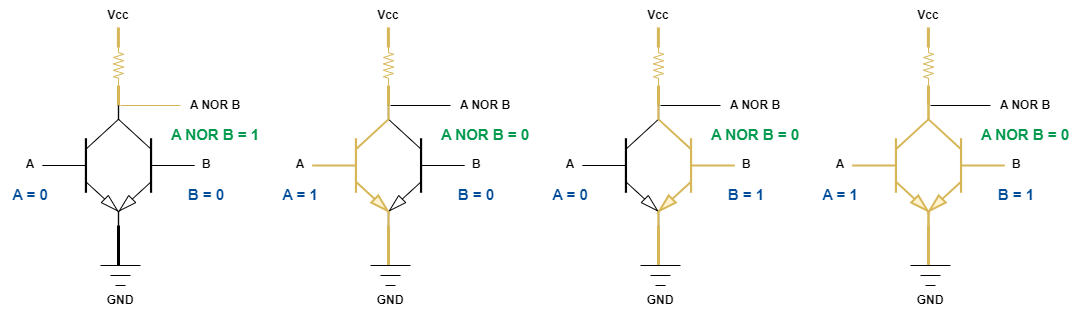 Vcc
A NOR B
A NOR B = 1
A
B
A = 0
B = 0
GND
Vcc
A NOR B
A NOR B = 0
A
B
A = 1
B = 0
GND
Vcc
A NOR B
A NOR B = 0
A
B
A = 0
B = 1
GND
Vcc
A NOR B
A NOR B = 0
A
B
A = 1
B = 1
GND